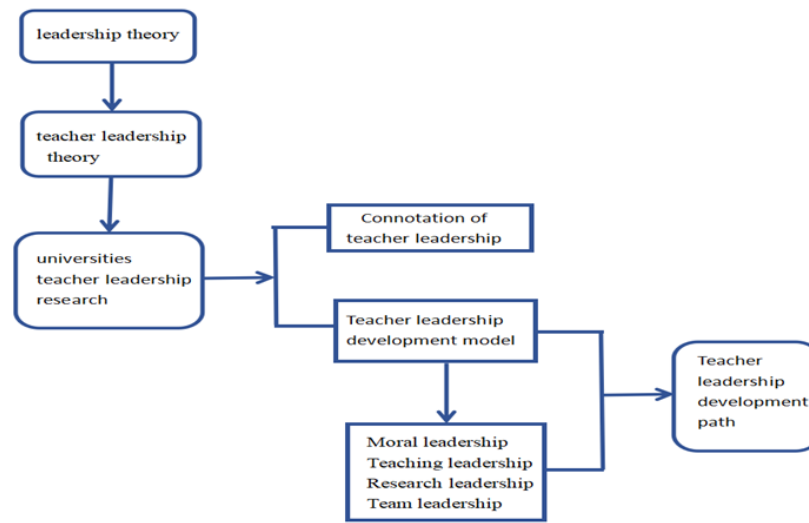 leadership theory
teacher leadership
theory
universities
teacher leadership
research
Connotation of
teacher leadership
Teacher leadership
development model
Moral leadership
Teaching leadership
Research leadership
Team leadership
Teacher
leadership
development
path